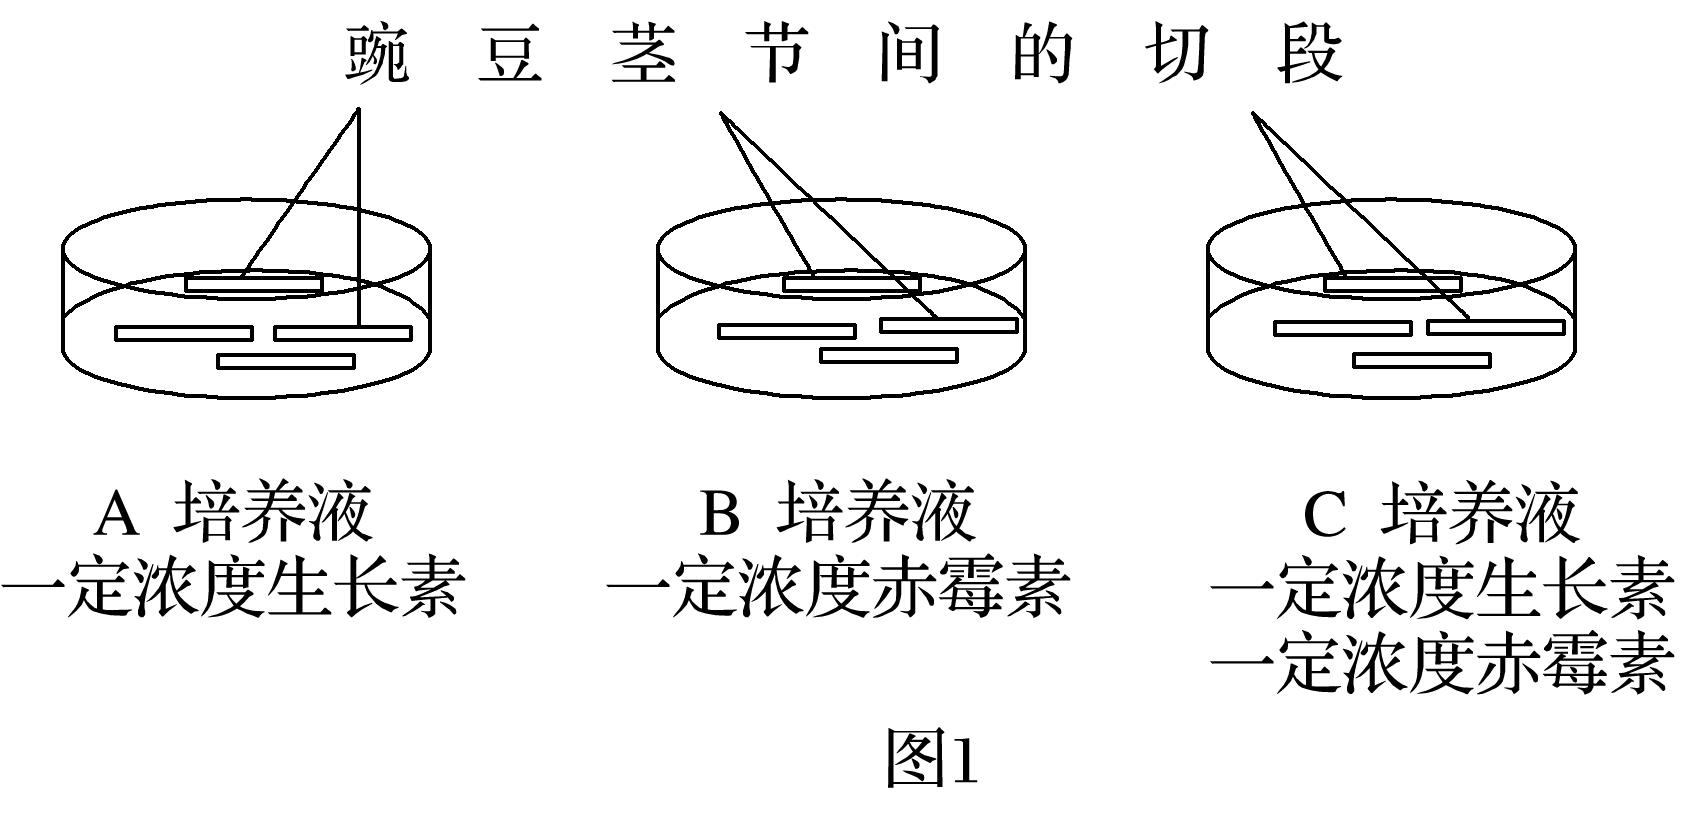 豌豆茎节间的切段
A 培养液
一定浓度生长素
B 培养液
一定浓度赤霉素
C 培养液
一定浓度生长素
一定浓度赤霉素
图1